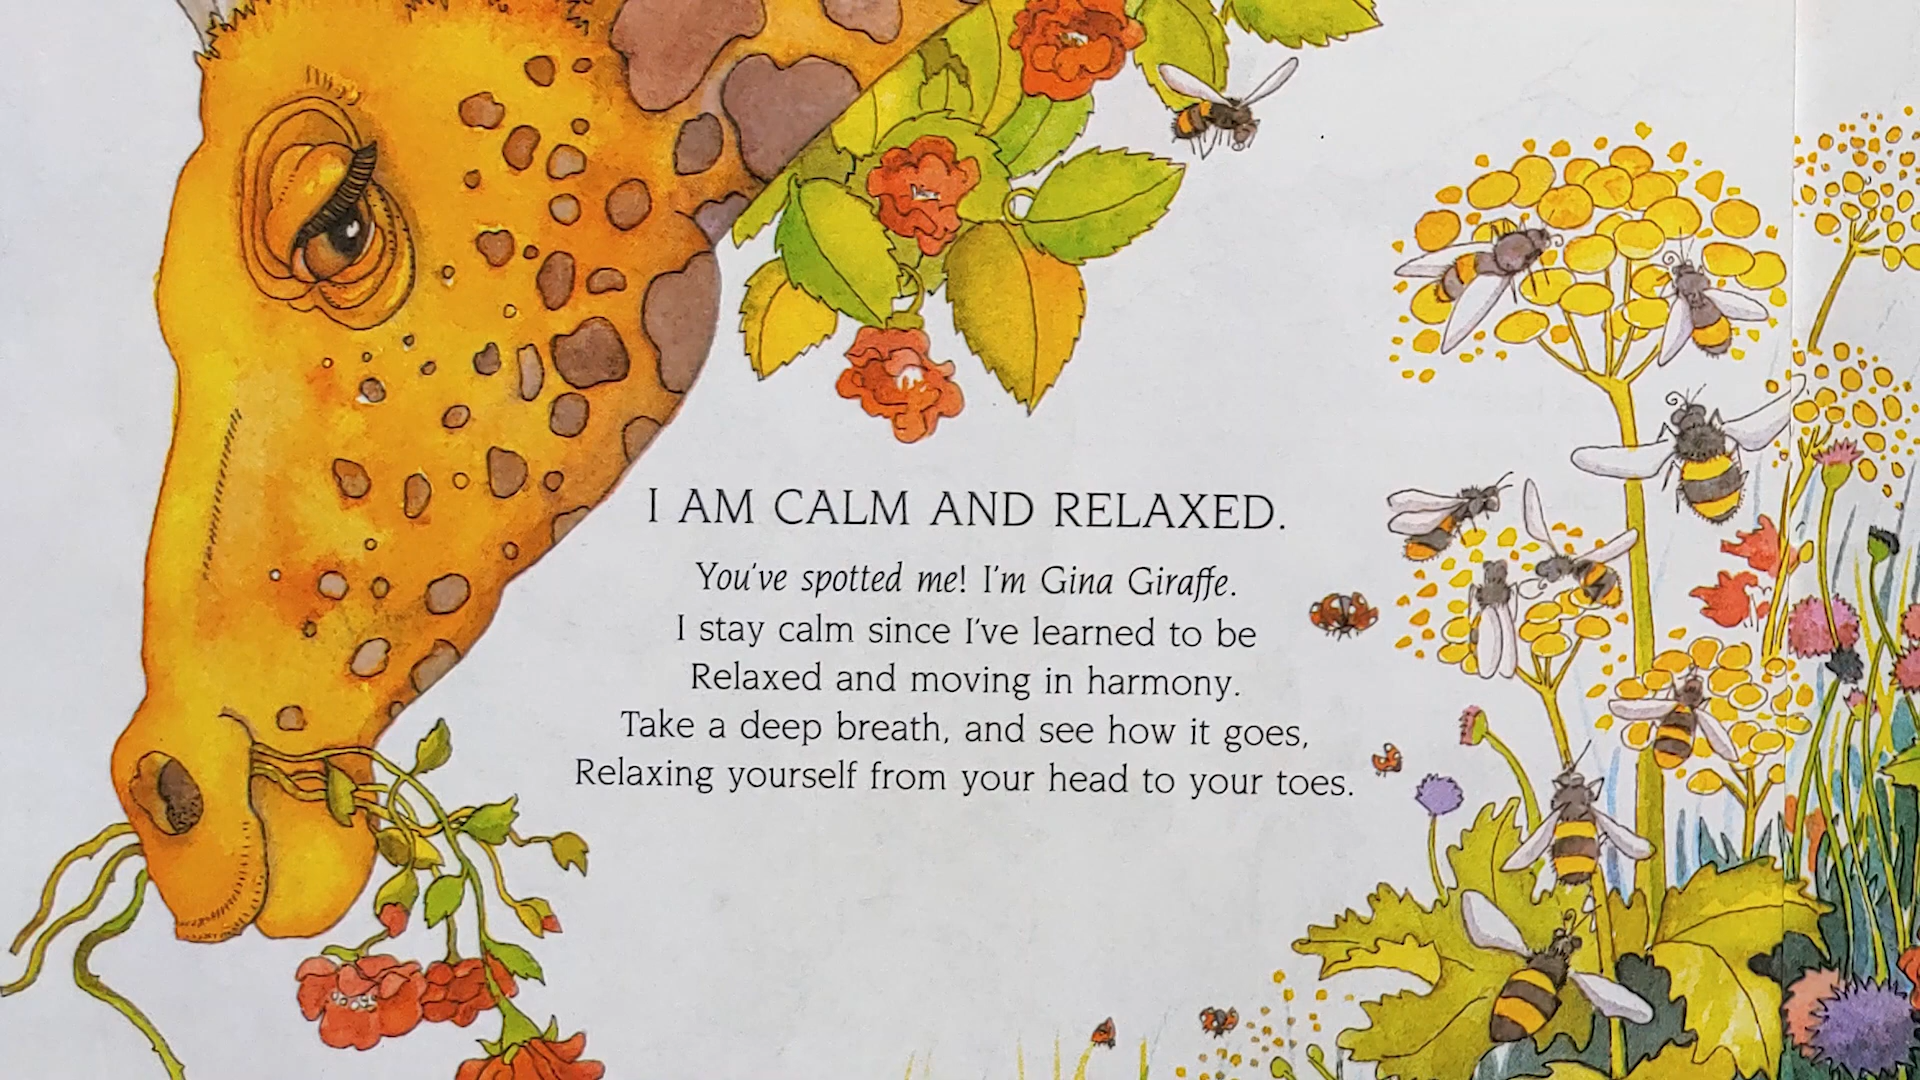 I AM CALM AND RELAXED.
You've spotted me! I'm Gina Giraffe.
I stay calm since I've learned to be
Relaxed and moving in harmony.
Take a deep breath, and see how it goes,
Relaxing yourself from your head to your toes.